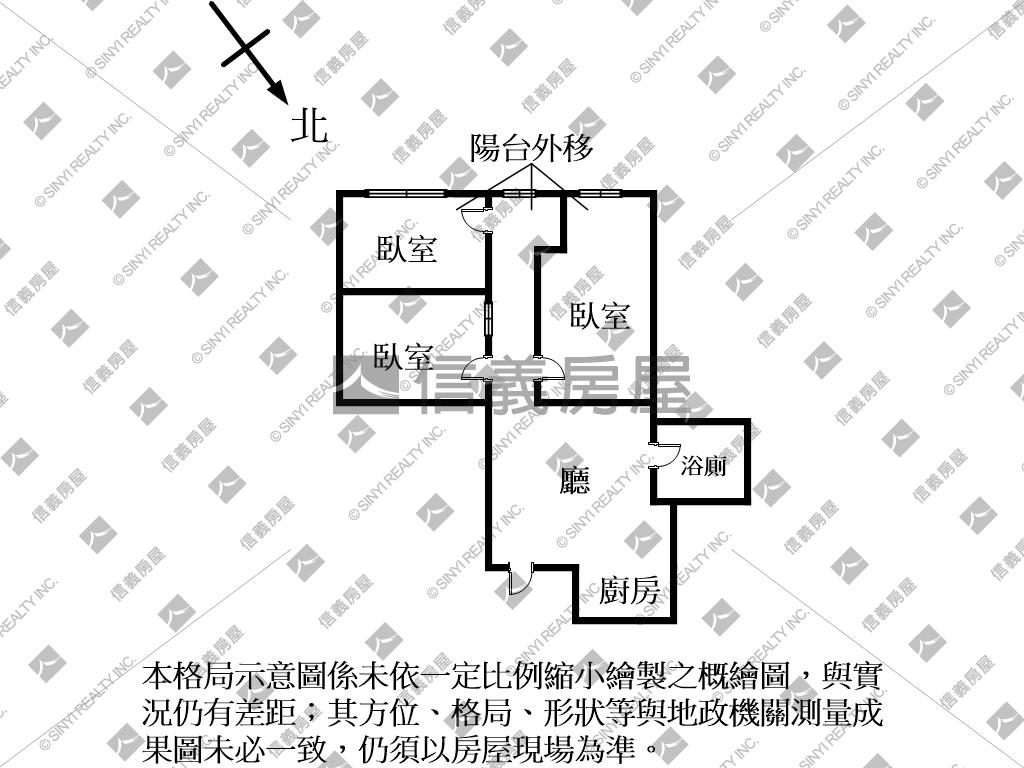 北
陽台外移
臥室
臥室
臥室
信義房屋
廳
浴廁
廚房
本格局示意圖係未依一定比例縮小繪製之概繪圖，與實
況仍有差距；其方位、格局、形狀等與地政機關測量成
果圖未必一致，仍須以房屋現場為準。
信義房屋
© SINYI REALTY INC.